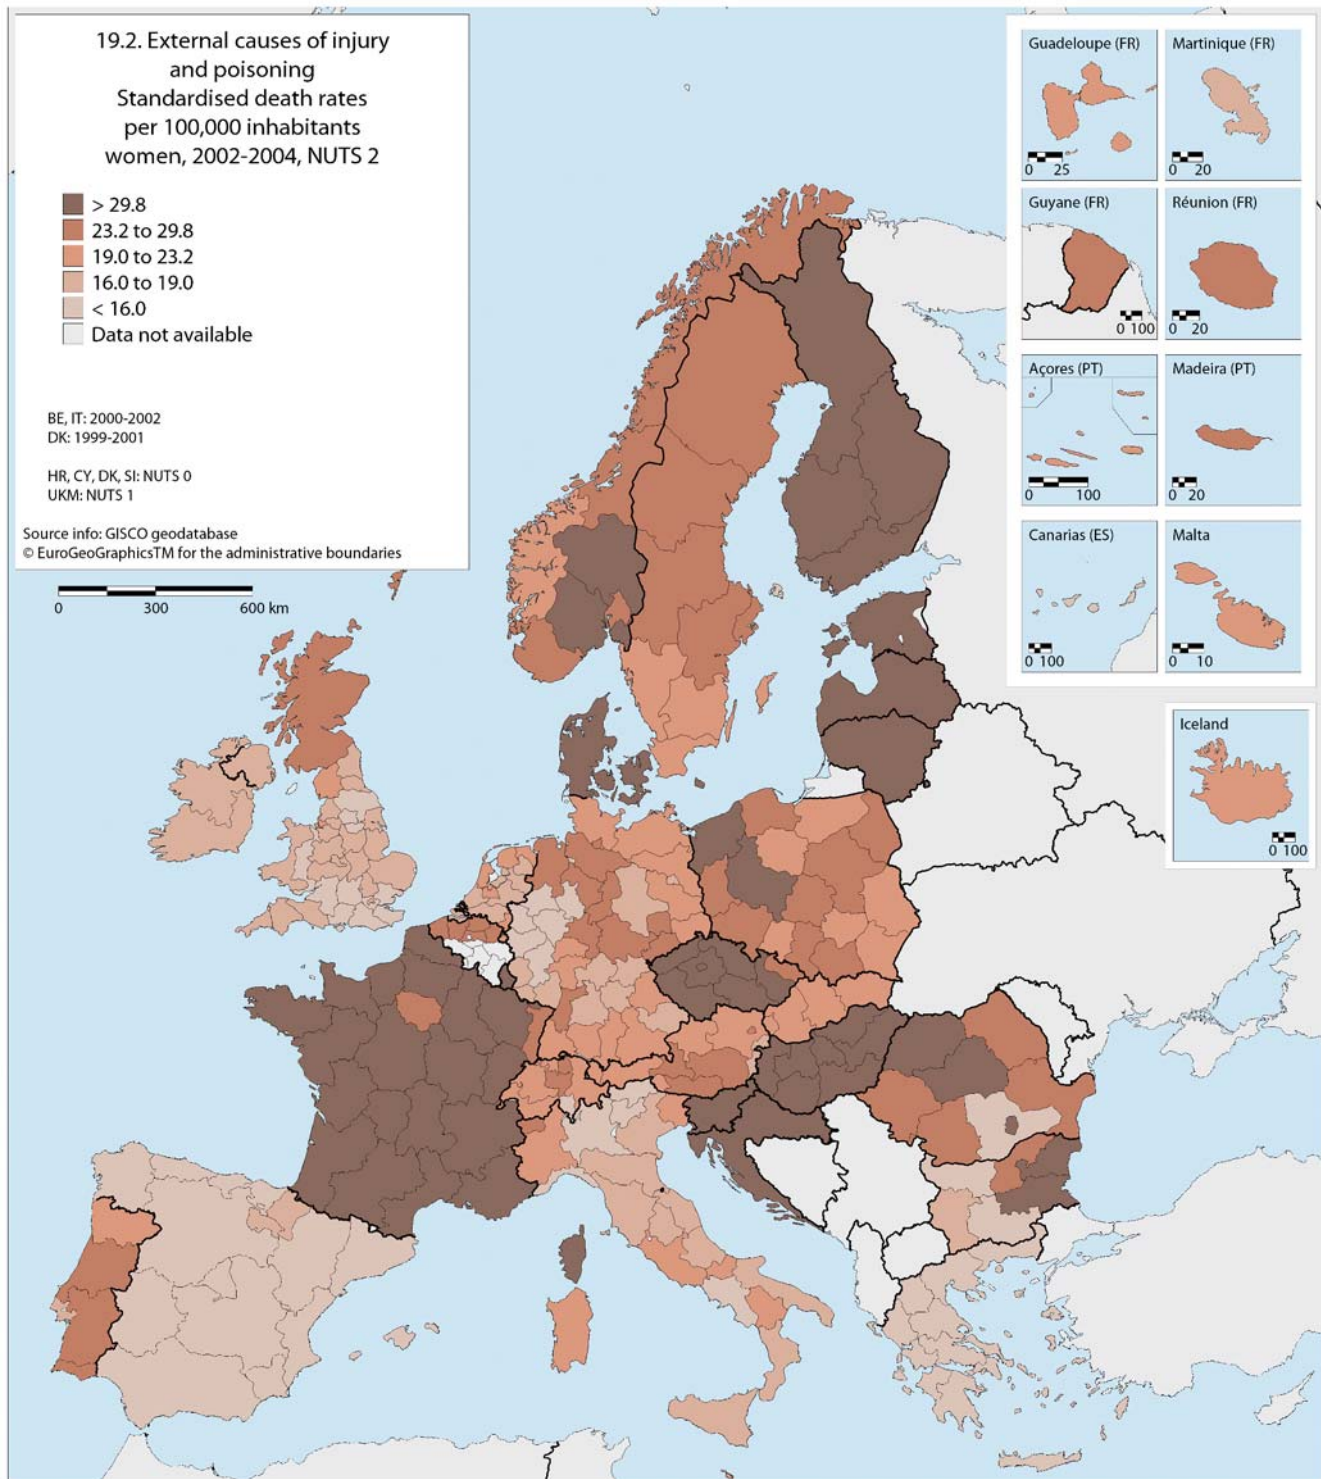 19.2. External causes of injury
and poisoning
Standardised death rates
per 100,000 inhabitants
women, 2002-2004, NUTS 2
> 29.8
23.2 to 29.8
19.0 to 23.2
16.0 to 19.0
< 16.0
Data not available
BE, IT: 2000-2002
DK: 1999-2001
HR, CY, DK, SI: NUTS 0
UKM: NUTS 1
Source info: GISCO geodatabase
© EuroGeoGraphicsTM for the administrative boundaries
0 300 600 km
Guadeloupe (FR)
0 25
Martinique (FR)
0 20
Guyane (FR)
0 100
Réunion (FR)
0 20
Açores (PT)
0 100
Madeira (PT)
0 20
Canarias (ES)
0 100
Malta
0 10
Iceland
0 100